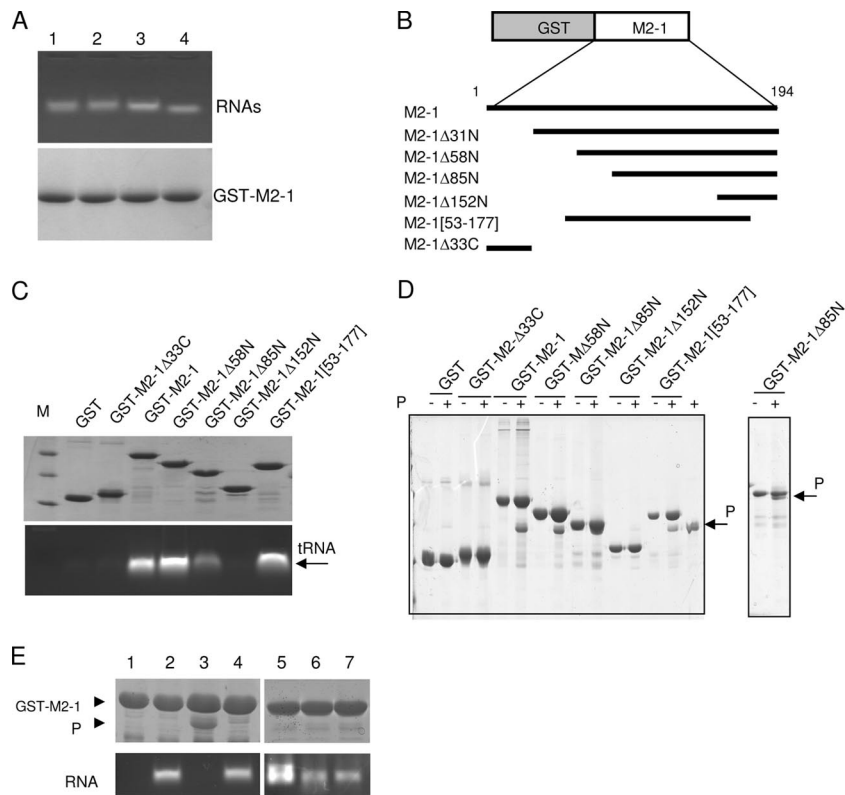 A
1 2 3 4
RNAs
GST-M2-1
B
GST M2-1
1 194
M2-1
M2-1Δ31N
M2-1Δ58N
M2-1Δ85N
M2-1Δ152N
M2-1[53-177]
M2-1Δ33C
C
M
GST
GST-M2-1Δ33C
GST-M2-1
GST-M2-1Δ58N
GST-M2-1Δ85N
GST-M2-1Δ152N
GST-M2-1[53-177]
tRNA
D
GST
GST-M2-Δ33C
GST-M2-1
GST-MΔ58N
GST-M2-1Δ85N
GST-M2-1Δ152N
GST-M2-1[53-177]
P - + - + - + - + - + - + - + +
P
GST-M2-1Δ85N
- +
P
E
1 2 3 4 5 6 7
GST-M2-1
P
RNA